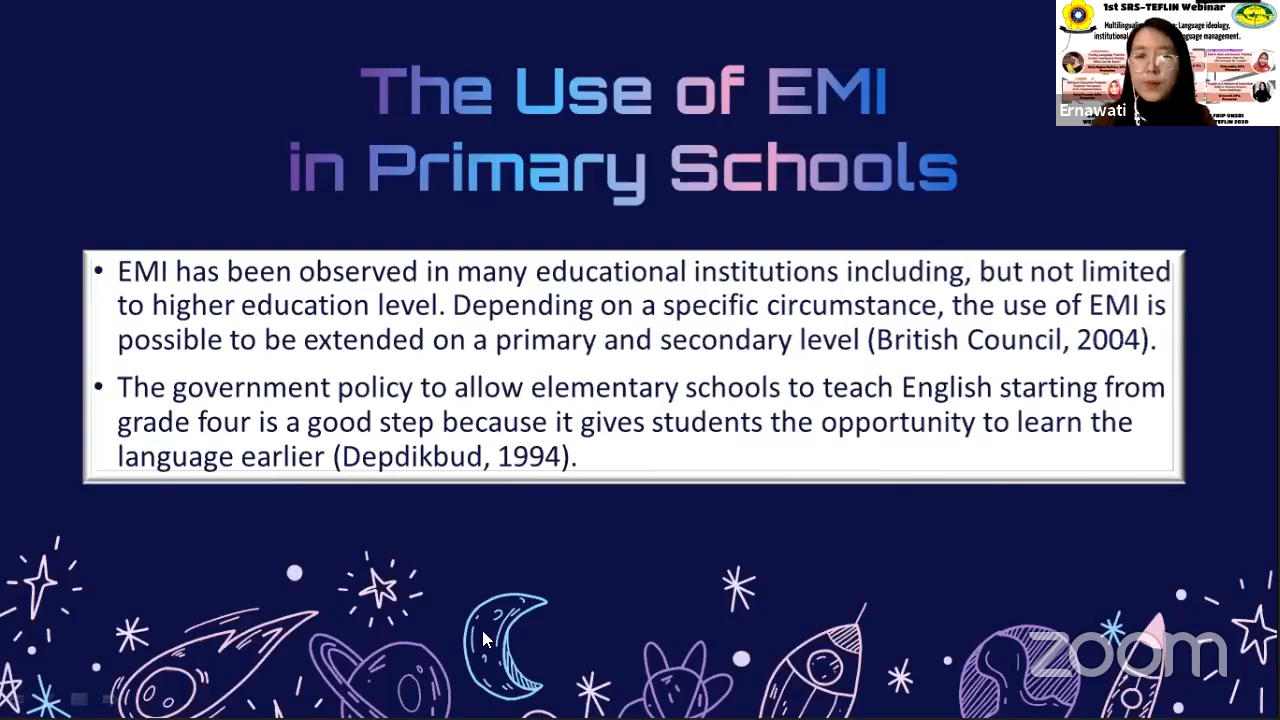 1st SRS-TEFLIN Webinar
Language ideology,
institutional
management.
Ernawati
The Use of EMI
in Primary Schools
• EMI has been observed in many educational institutions including, but not limited
to higher education level. Depending on a specific circumstance, the use of EMI is
possible to be extended on a primary and secondary level (British Council, 2004).
• The government policy to allow elementary schools to teach English starting from
grade four is a good step because it gives students the opportunity to learn the
language earlier (Depdikbud, 1994).
zoom